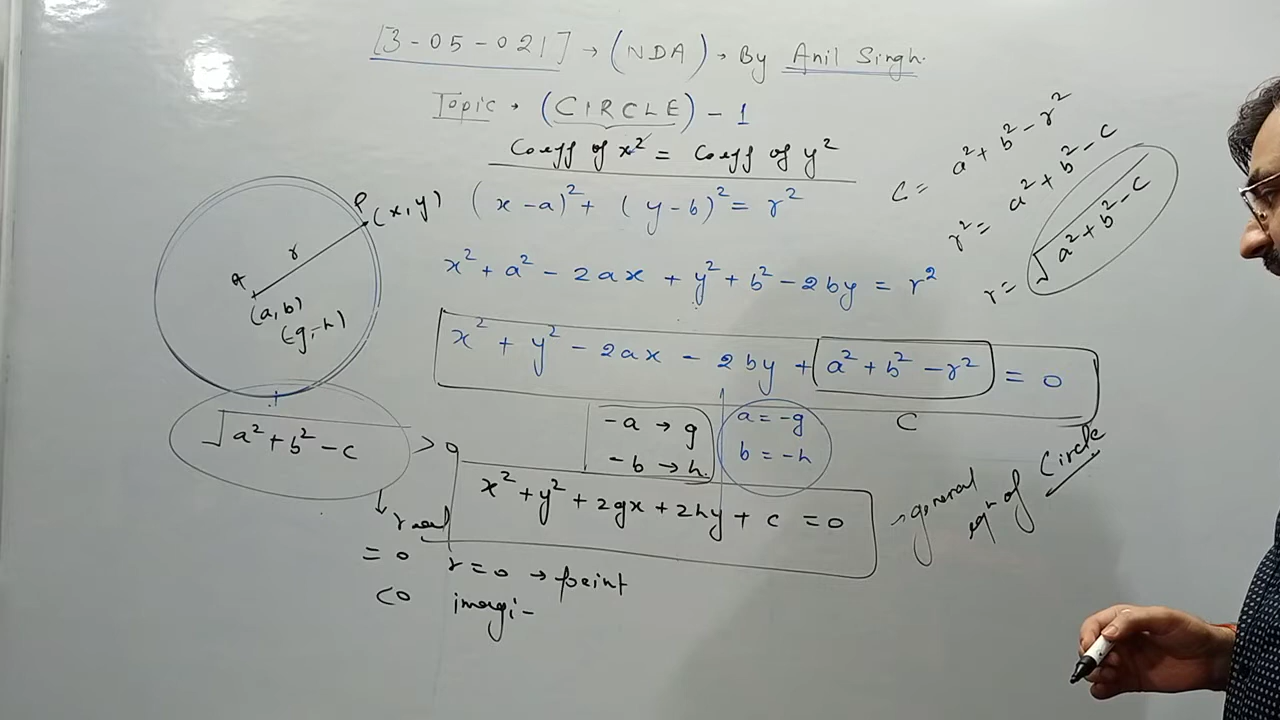 [3-05-021] → (NDA) → By Anil Singh.
Topic → (CIRCLE) - 1
Coeff of x² = Coeff of y²
(x-a)² + (y-b)² = r²
x² + a² - 2ax + y² + b² - 2by = r²
x² + y² - 2ax - 2by + a² + b² - r² = 0
C
-a → g
-b → h
a = -g
b = -h
x² + y² + 2gx + 2hy + c = 0
→ general
eqⁿ of Circle
C = a² + b² - r²
r² = a² + b² - c
r = √a² + b² - c
P(x,y)
r
(a,b)
√a² + b² - c > 0
r real
= 0 r = 0 → point
< 0 imagi-